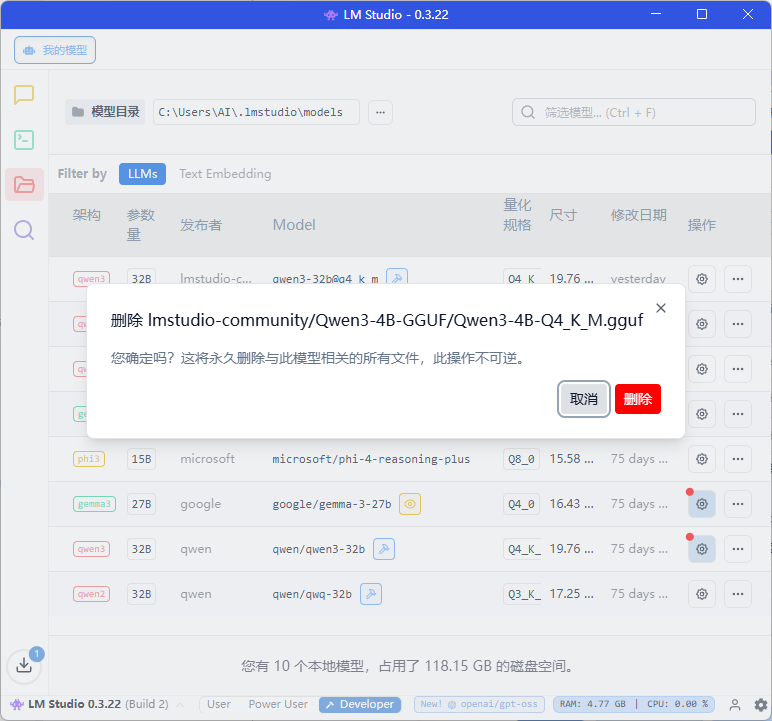 LM Studio - 0.3.22
我的模型
模型目录 C:\Users\AI\.lmstudio\models ... 筛选模型... (Ctrl + F)
Filter by LLMs Text Embedding
架构 参数量 发布者 Model 量化规格 尺寸 修改日期 操作
qwen3 32B lmstudio-c... qwen3-32b@q4_k_m Q4_K 19.76 ... yesterday
删除 lmstudio-community/Qwen3-4B-GGUF/Qwen3-4B-Q4_K_M.gguf
您确定吗？这将永久删除与此模型相关的所有文件，此操作不可逆。
取消 删除
phi3 15B microsoft microsoft/phi-4-reasoning-plus Q8_0 15.58 ... 75 days ...
gemma3 27B google google/gemma-3-27b Q4_0 16.43 ... 75 days ...
qwen3 32B qwen qwen/qwen3-32b Q4_K_ 19.76 ... 75 days ...
qwen2 32B qwen qwen/qwq-32b Q3_K_ 17.25 ... 75 days ...
您有 10 个本地模型，占用了 118.15 GB 的磁盘空间。
1
LM Studio 0.3.22 (Build 2) User Power User Developer New! openai/gpt-oss RAM: 4.77 GB | CPU: 0.00 %